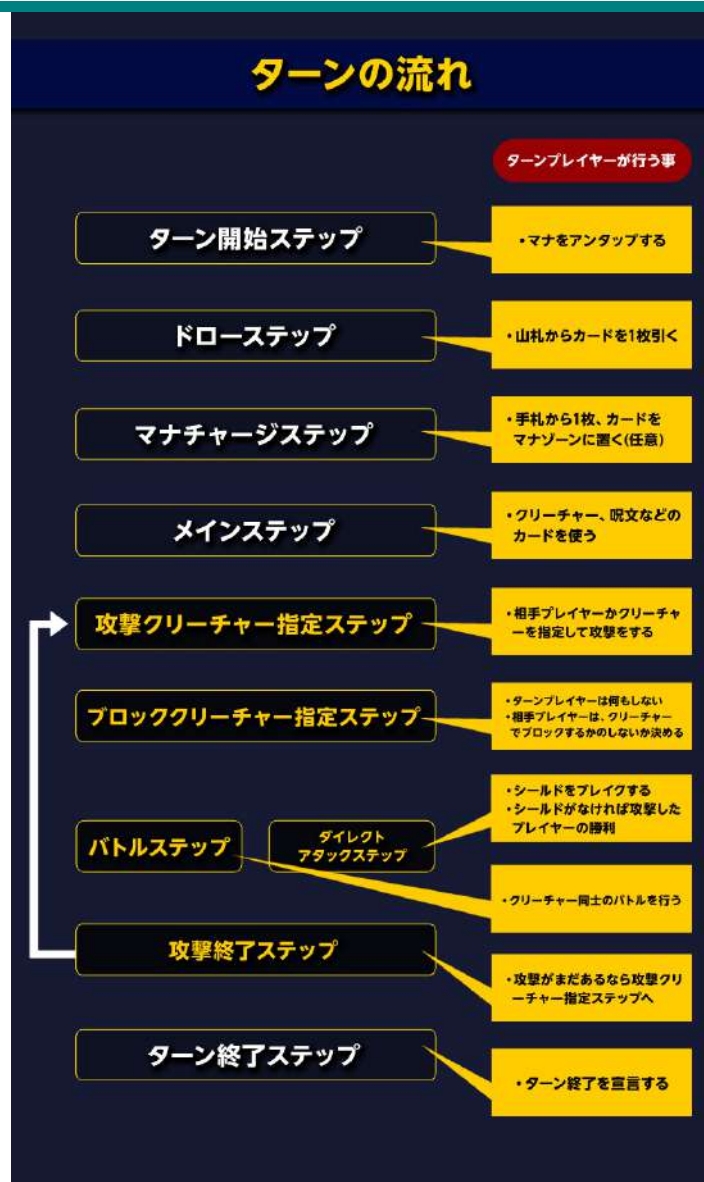 ターンの流れ
ターンプレイヤーが行う事
ターン開始ステップ
・マナをアンタップする
ドローステップ
・山札からカードを1枚引く
マナチャージステップ
・手札から1枚、カードを
マナゾーンに置く(任意)
メインステップ
・クリーチャー、呪文などの
カードを使う
攻撃クリーチャー指定ステップ
・相手プレイヤーかクリーチャ
ーを指定して攻撃をする
ブロッククリーチャー指定ステップ
・ターンプレイヤーは何もしない
・相手プレイヤーは、クリーチャー
でブロックするかのしないか決める
バトルステップ
ダイレクト
アタックステップ
・シールドをブレイクする
・シールドがなければ攻撃した
プレイヤーの勝利
・クリーチャー同士のバトルを行う
攻撃終了ステップ
・攻撃がまだあるなら攻撃クリ
ーチャー指定ステップへ
ターン終了ステップ
・ターン終了を宣言する